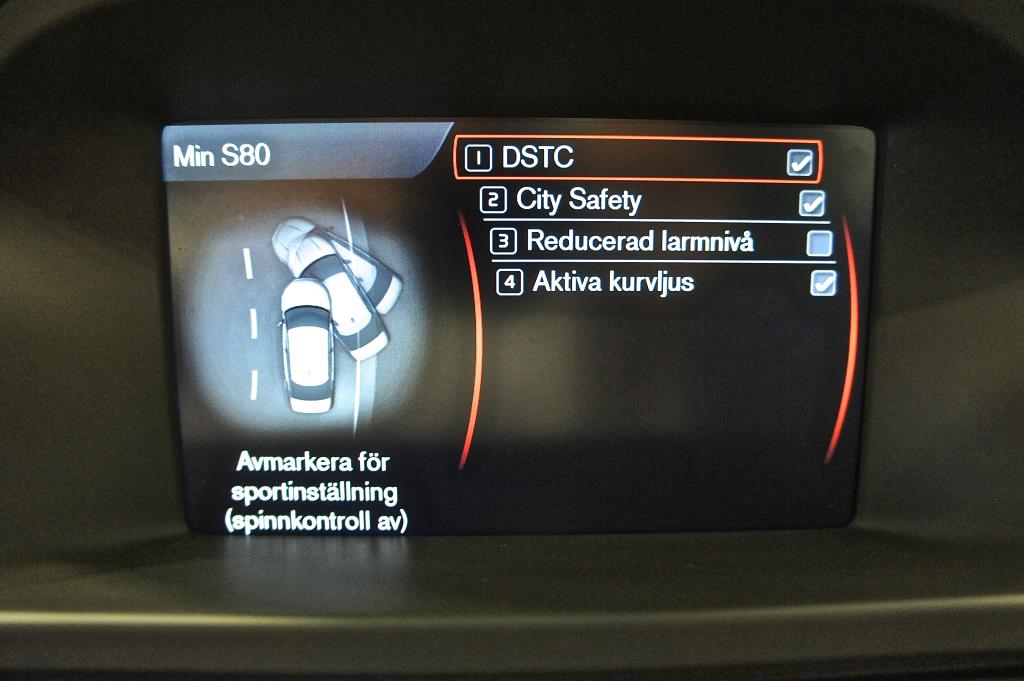 Min S80
1 DSTC
2 City Safety
3 Reducerad larmnivå
4 Aktiva kurvljus
Avmarkera för
sportinställning
(spinnkontroll av)